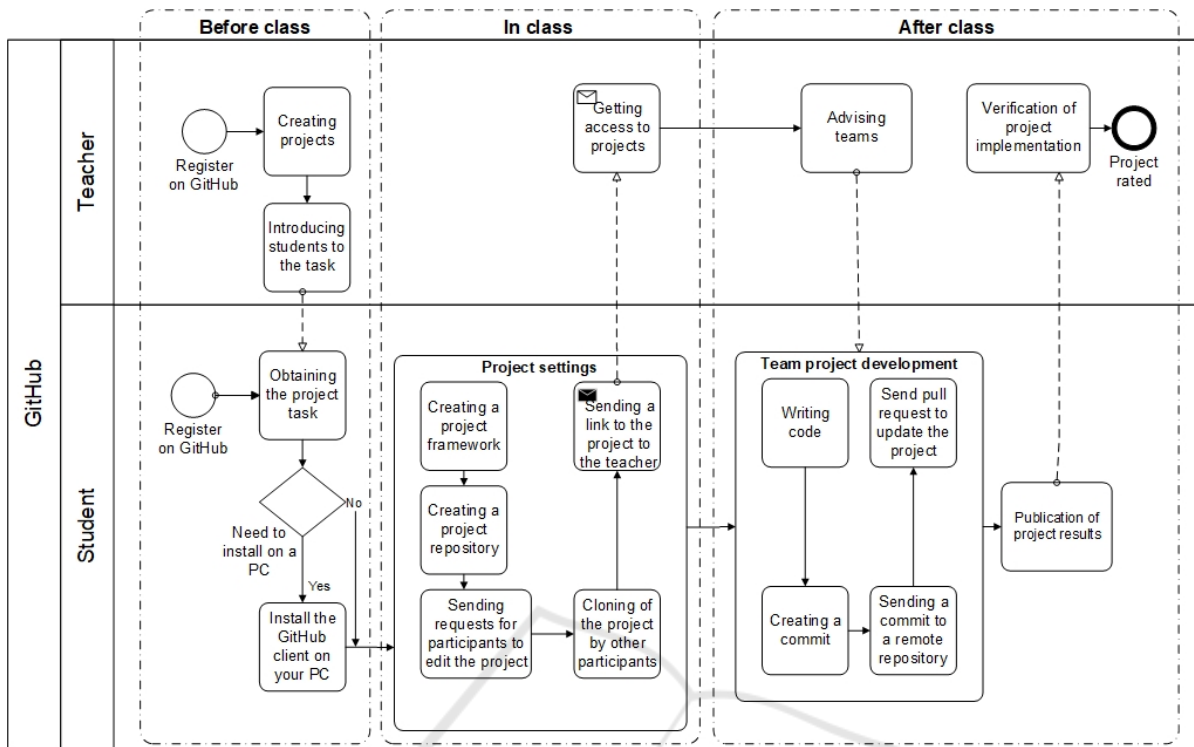 Before class
In class
After class
GitHub
Teacher
Register
on GitHub
Creating
projects
Introducing
students to
the task
Getting
access to
projects
Advising
teams
Verification of
project
implementation
Project
rated
Student
Register
on GitHub
Obtaining
the project
task
Need to
install on a
PC
No
Yes
Install the
GitHub
client on
your PC
Project settings
Creating a
project
framework
Creating a
project
repository
Sending
requests for
participants to
edit the project
Cloning of
the project
by other
participants
Sending a
link to the
project to
the teacher
Team project development
Writing
code
Creating a
commit
Sending a
commit to
a remote
repository
Send pull
request to
update the
project
Publication of
project results